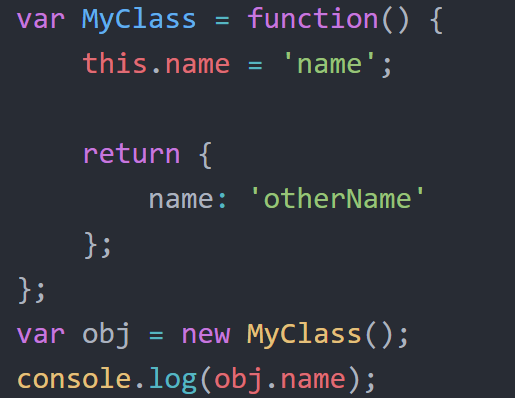 var MyClass = function() {
    this.name = 'name';

    return {
        name: 'otherName'
    };
};
var obj = new MyClass();
console.log(obj.name);